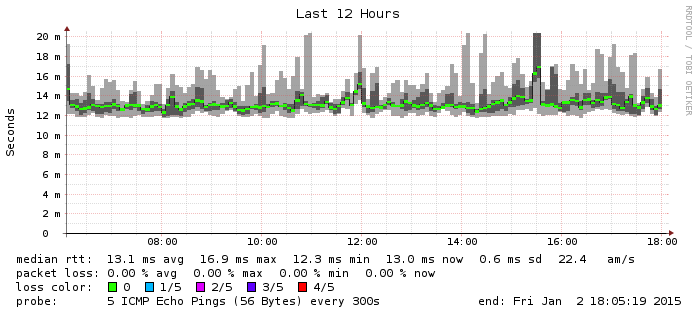 Last 12 Hours
RRDTOOL / TOBI OETIKER
Seconds
20 m
18 m
16 m
14 m
12 m
10 m
8 m
6 m
4 m
2 m
0
08:00 10:00 12:00 14:00 16:00 18:00
median rtt: 13.1 ms avg 16.9 ms max 12.3 ms min 13.0 ms now 0.6 ms sd 22.4 am/s
packet loss: 0.00 % avg 0.00 % max 0.00 % min 0.00 % now
loss color: 0 1/5 2/5 3/5 4/5
probe: 5 ICMP Echo Pings (56 Bytes) every 300s end: Fri Jan 2 18:05:19 2015